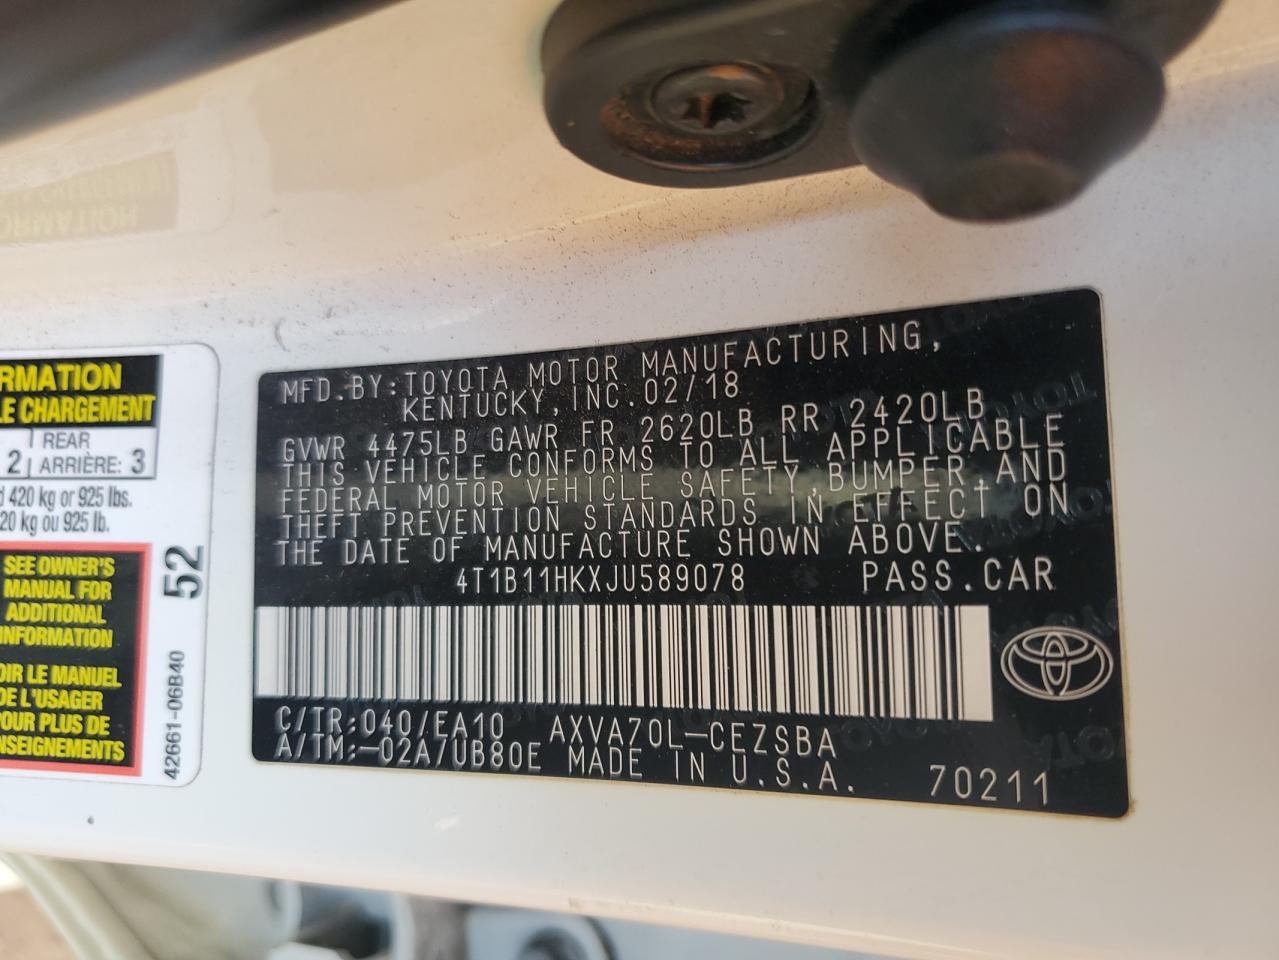 RMATION
LE CHARGEMENT
REAR
2 ARRIÈRE: 3
420 kg or 925 lbs.
20 kg ou 925 lb.
SEE OWNER'S
MANUAL FOR
ADDITIONAL
INFORMATION
OIR LE MANUEL
DE L'USAGER
POUR PLUS DE
NSEIGNEMENTS
52
42661-06B40
MFD.BY:TOYOTA MOTOR MANUFACTURING,
KENTUCKY,INC.02/18
GVWR 4475LB GAWR FR 2620LB RR 2420LB
THIS VEHICLE CONFORMS TO ALL APPLICABLE
FEDERAL MOTOR VEHICLE SAFETY,BUMPER,AND
THEFT PREVENTION STANDARDS IN EFFECT ON
THE DATE OF MANUFACTURE SHOWN ABOVE.
4T1B11HKXJU589078 PASS.CAR
C/TR:040/EA10 AXVA70L-CEZSBA
A/TM:-02A/UB80E MADE IN U.S.A. 70211